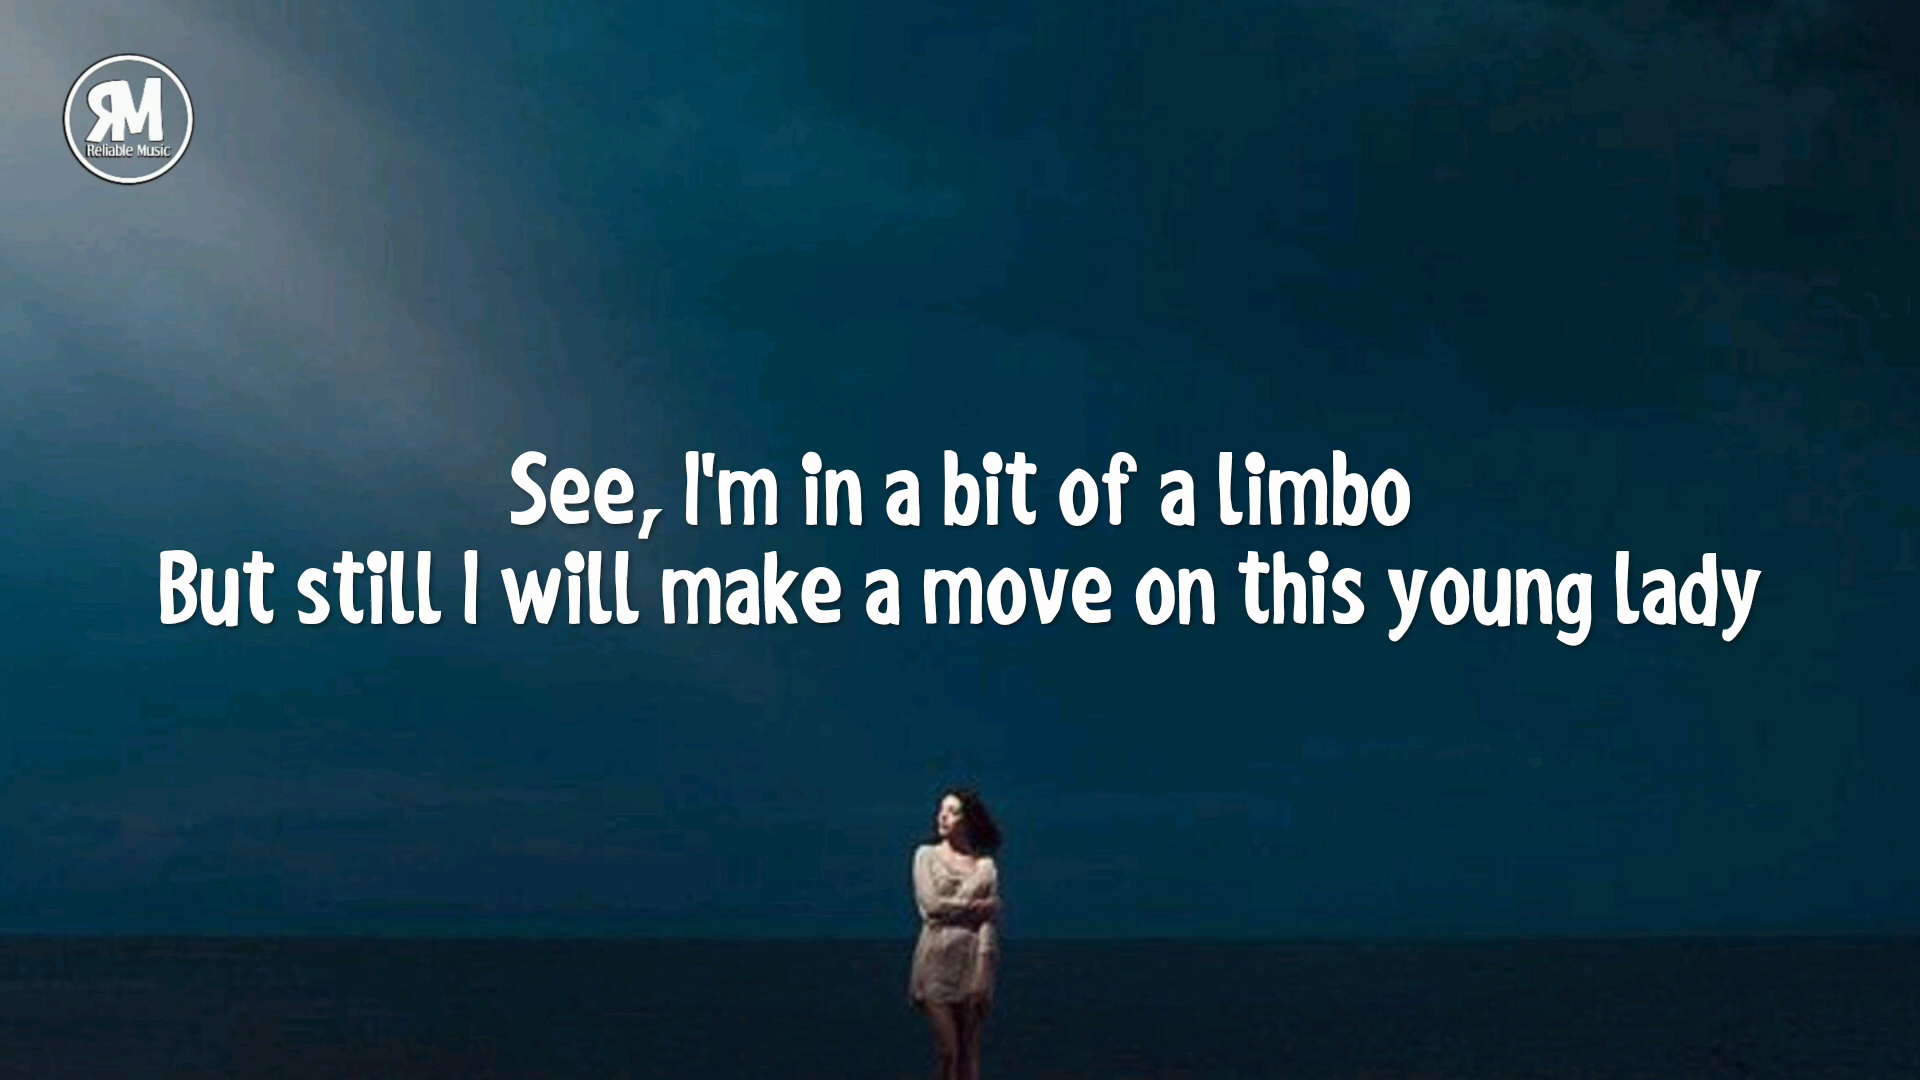 RM
Reliable Music
See, I'm in a bit of a limbo
But still I will make a move on this young lady